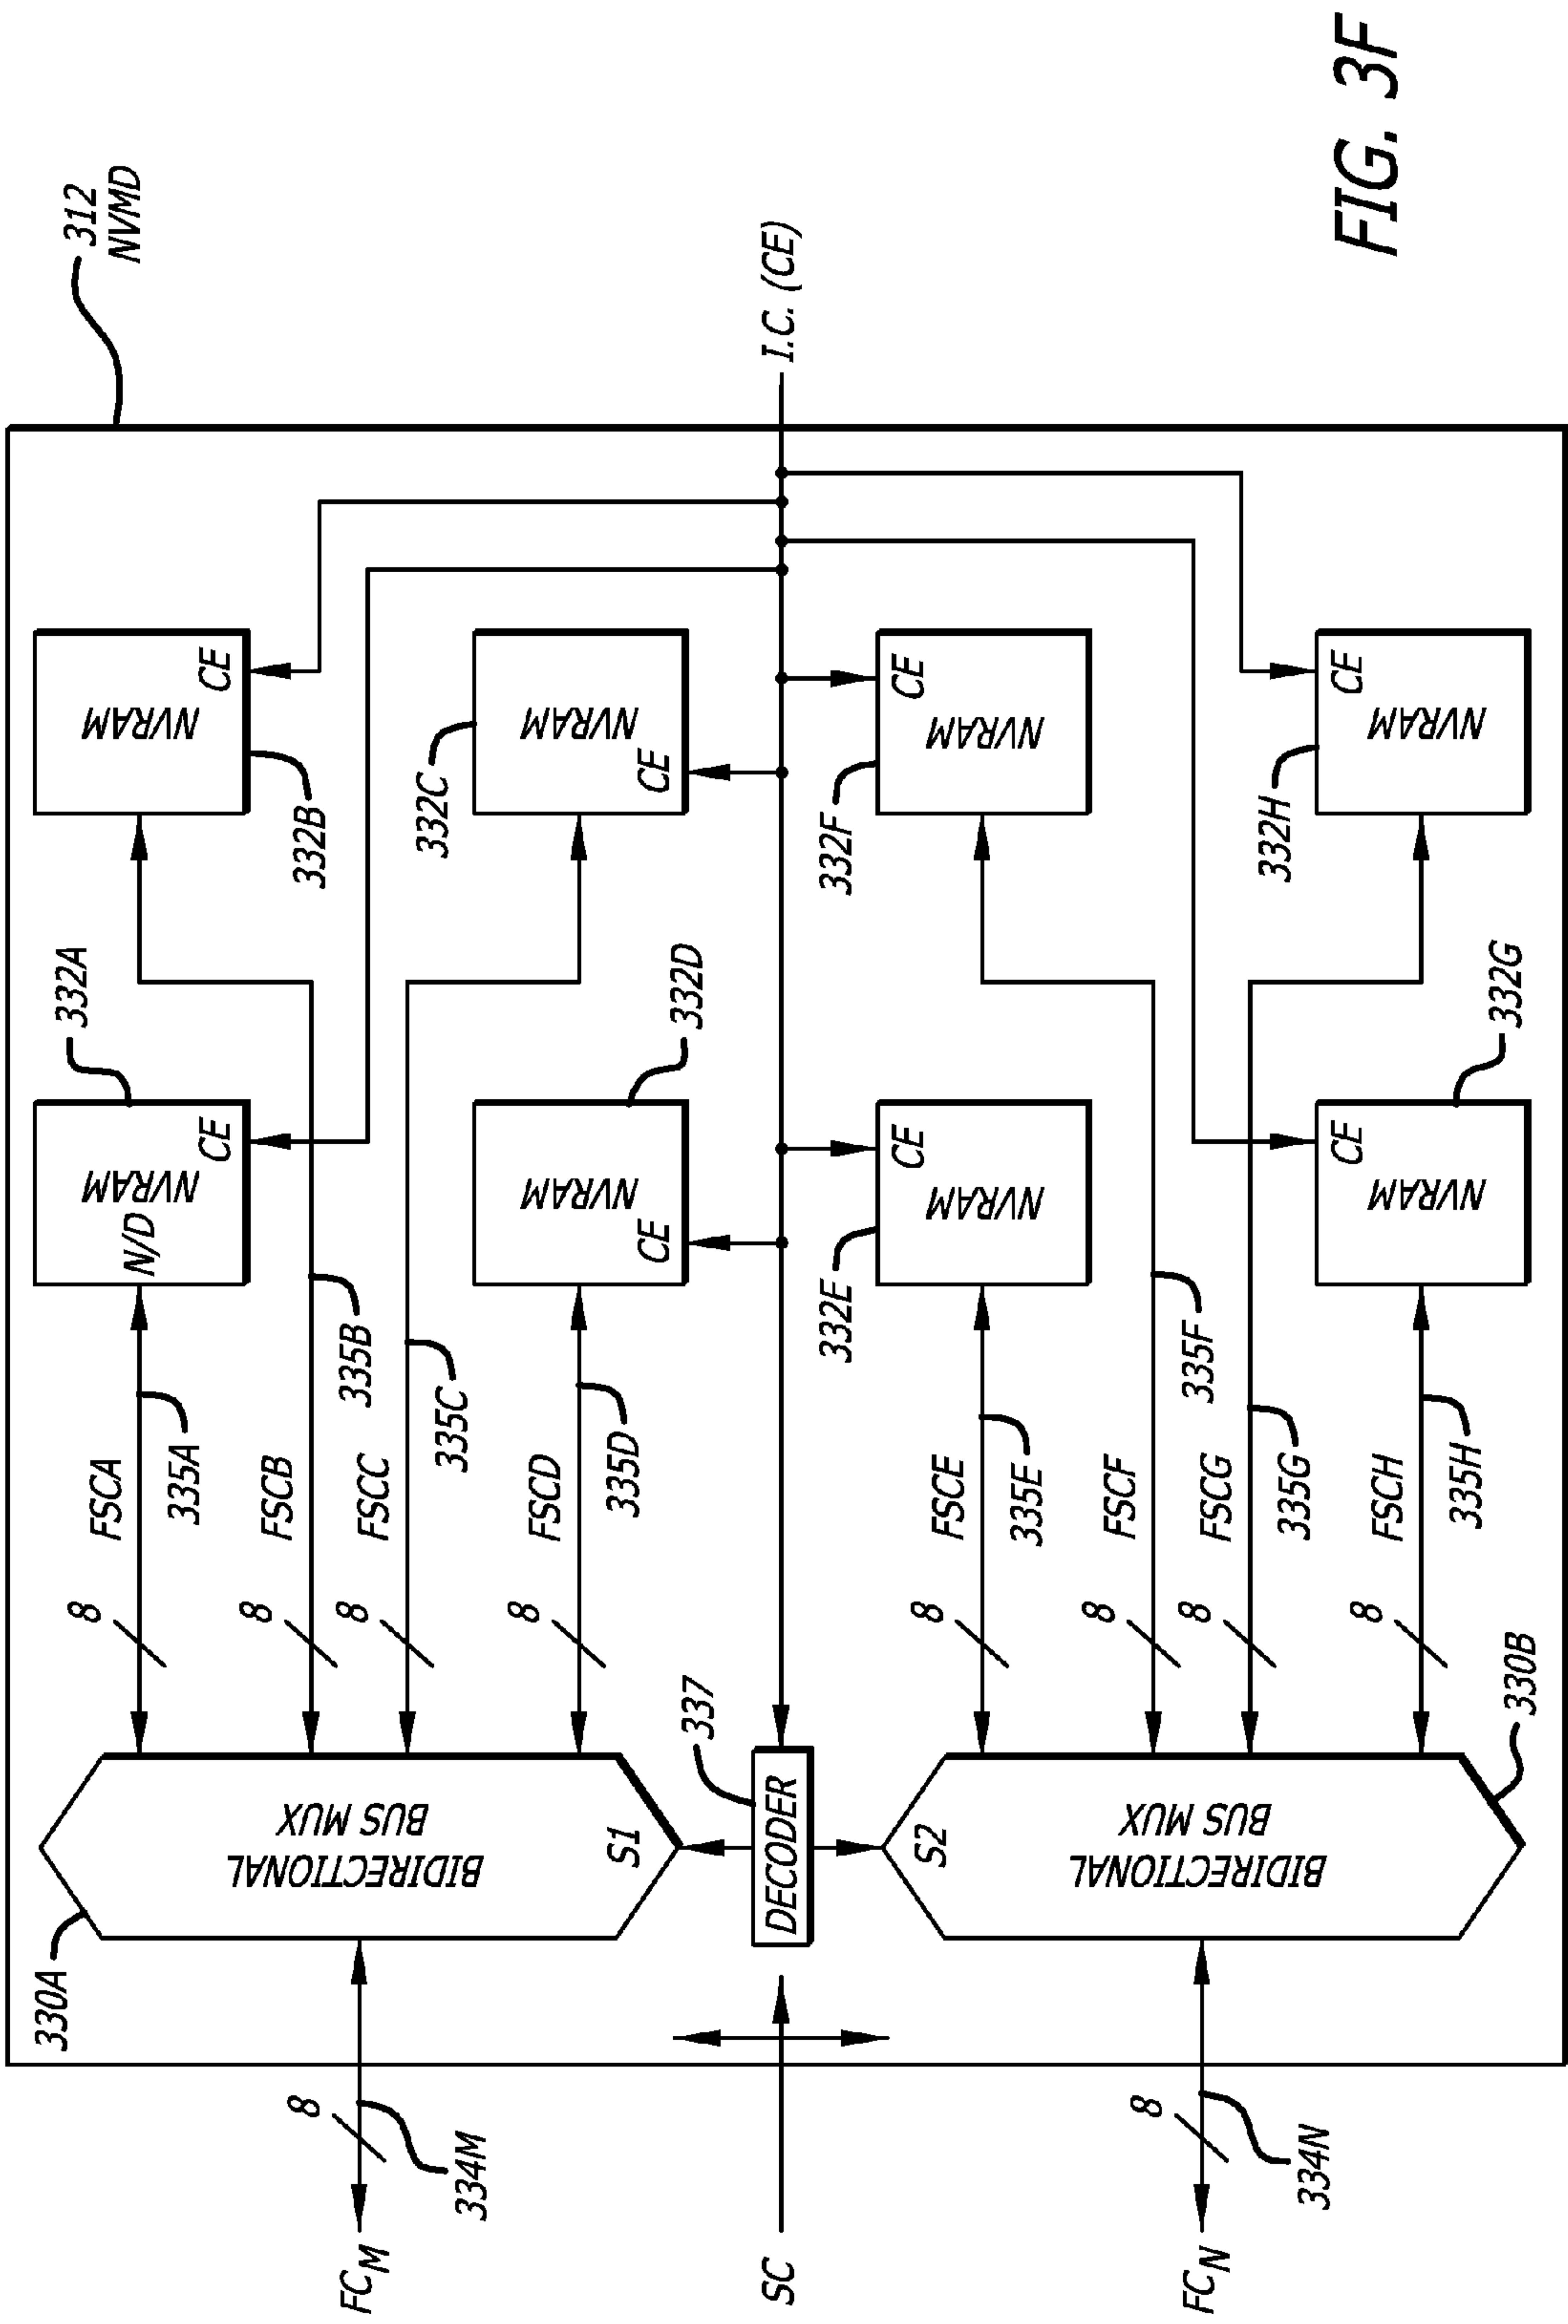 312
NVMD
330A
8
FSCA
335A
332A
NVRAM
N/D
CE
NVRAM
CE
332B
8
FSCB
335B
8
FSCC
335C
332C
NVRAM
CE
8
FSCD
335D
332D
NVRAM
CE
BIDIRECTIONAL
BUS MUX
S1
FCM
8
334M
SC
337
DECODER
I.C. (CE)
FCN
8
334N
S2
BIDIRECTIONAL
BUS MUX
330B
8
FSCE
335E
332E
CE
NVRAM
332F
CE
NVRAM
8
FSCF
335F
8
FSCG
335G
8
FSCH
335H
CE
NVRAM
332G
332H
CE
NVRAM
FIG. 3F